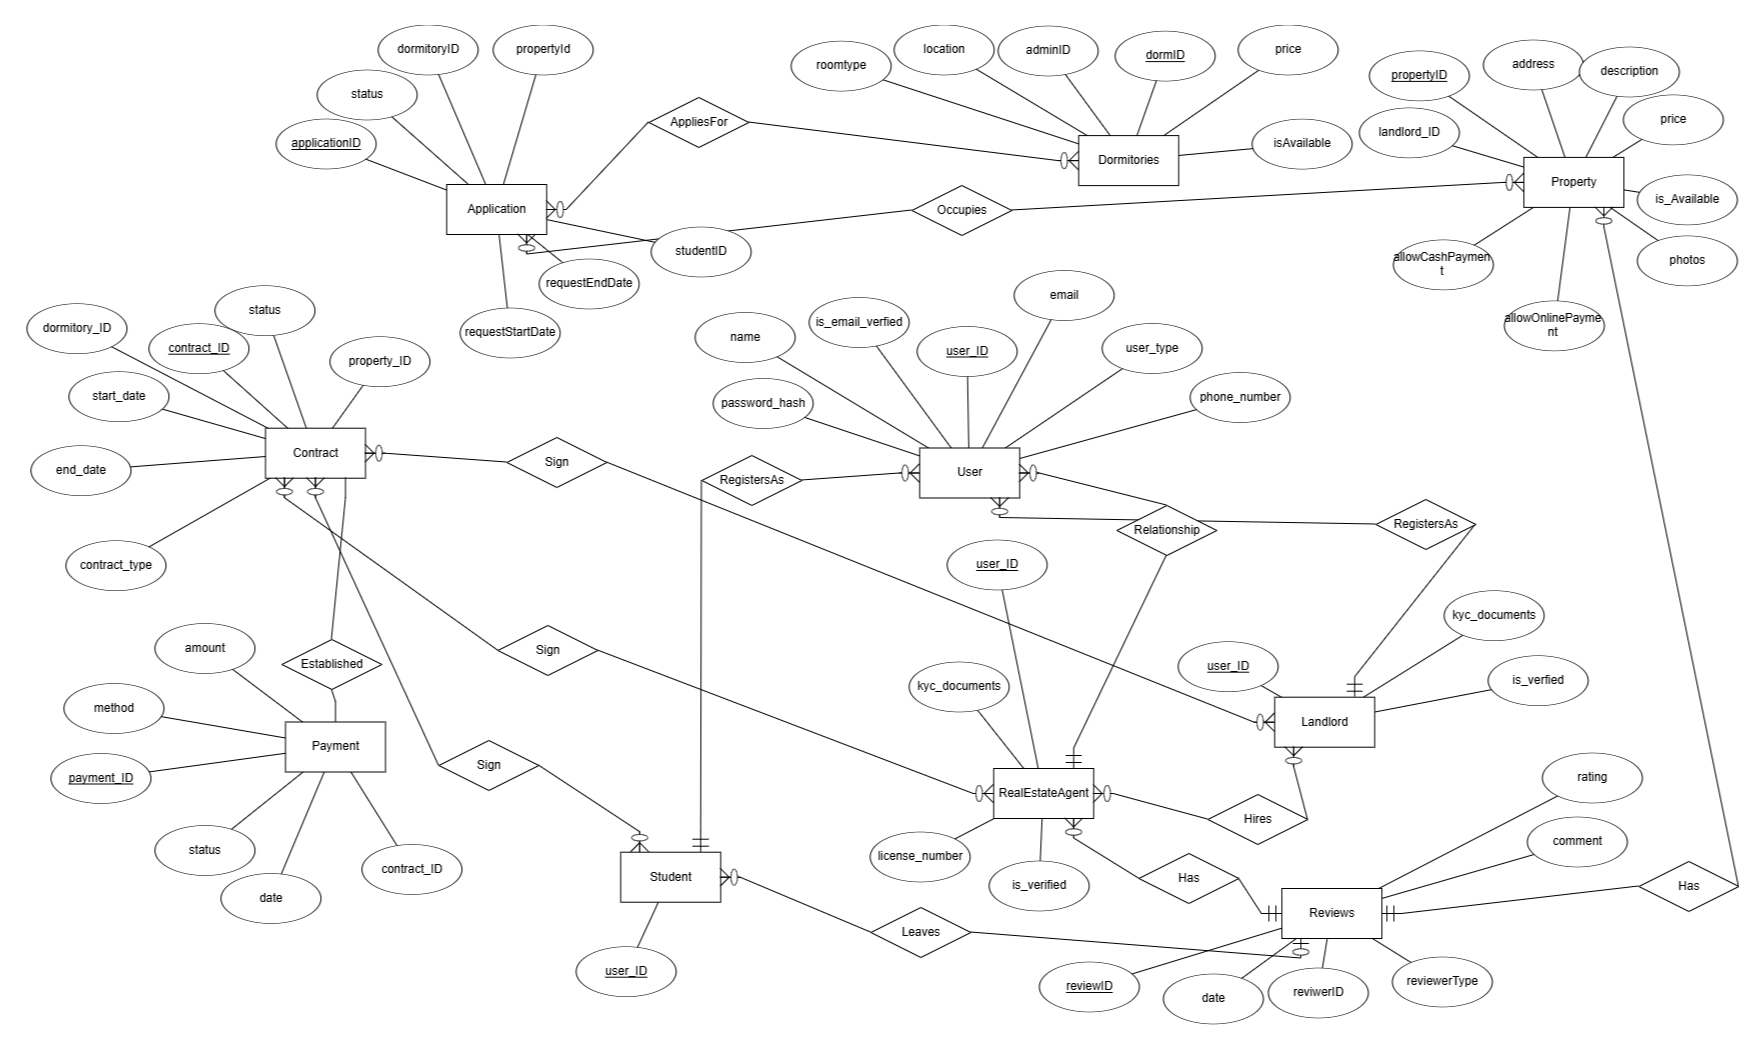 dormitoryID
propertyId
location
adminID
dormID
price
roomtype
address
description
propertyID
status
AppliesFor
price
landlord_ID
applicationID
isAvailable
Dormitories
Property
is_Available
Application
Occupies
studentID
allowCashPaymen
t
photos
requestEndDate
email
status
is_email_verfied
allowOnlinePayme
nt
dormitory_ID
requestStartDate
name
contract_ID
user_ID
user_type
property_ID
start_date
password_hash
phone_number
Contract
Sign
end_date
User
RegistersAs
Relationship
RegistersAs
contract_type
user_ID
kyc_documents
amount
Sign
Established
user_ID
is_verfied
kyc_documents
method
Landlord
Payment
Sign
payment_ID
rating
RealEstateAgent
Hires
comment
status
license_number
contract_ID
Student
Has
is_verified
Has
date
Reviews
Leaves
user_ID
reviewID
date
reviwerID
reviewerType